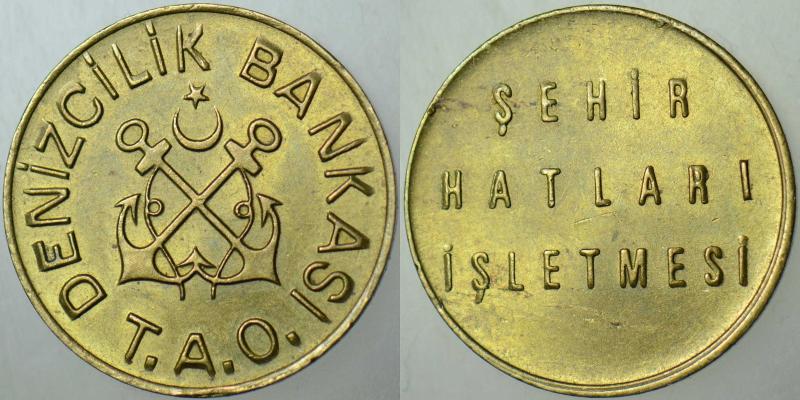 DENİZCİLİK BANKASI
T.A.O.
ŞEHİR
HATLARI
İŞLETMESİ